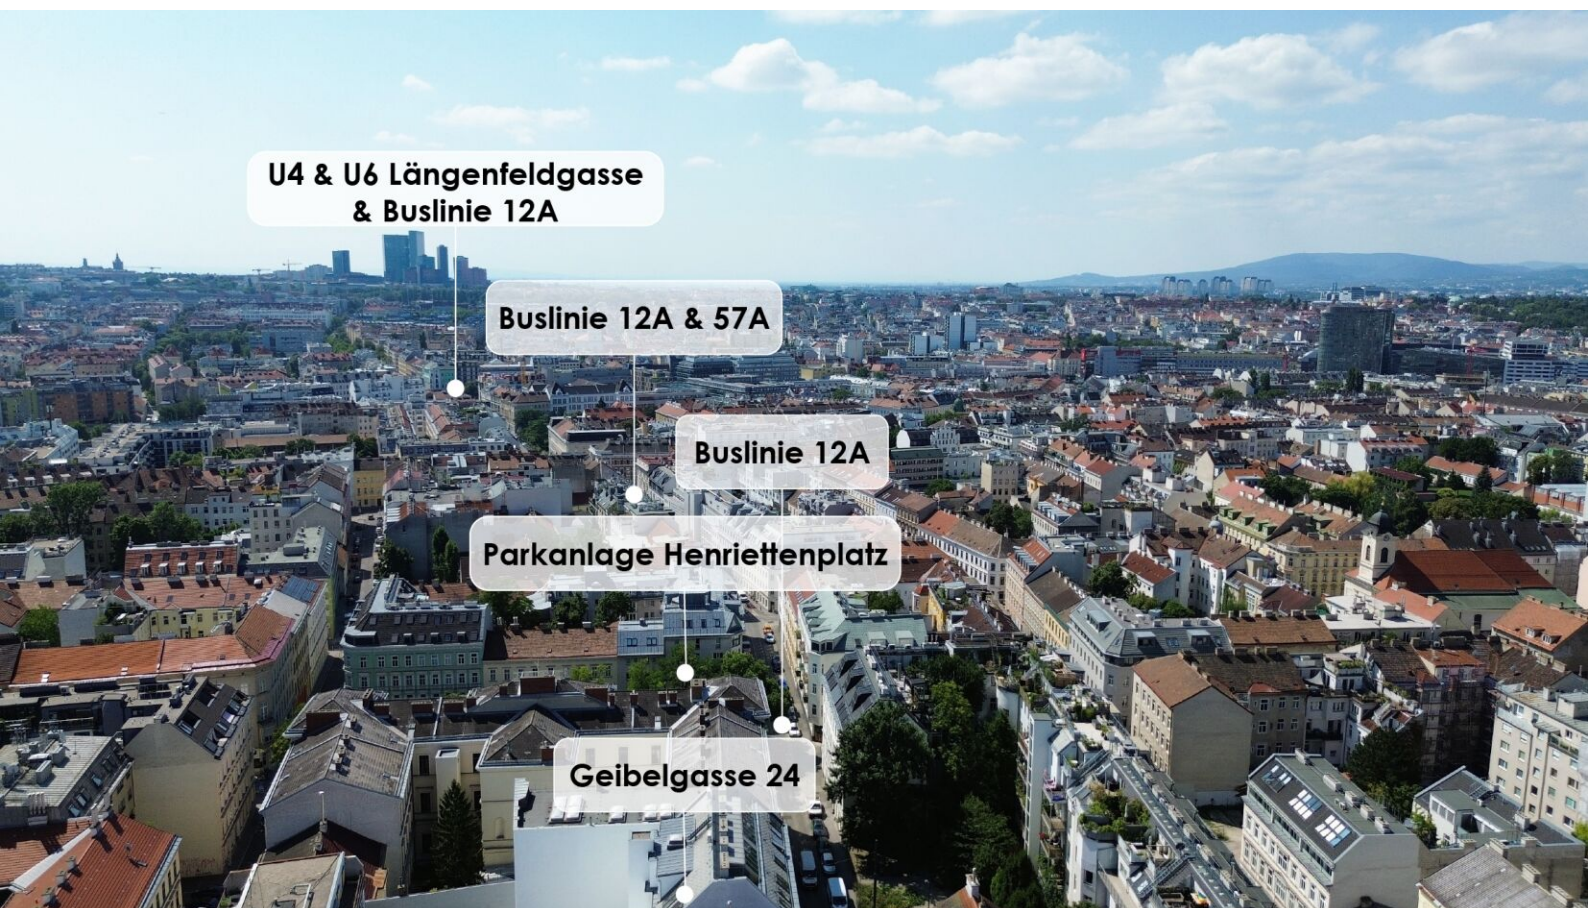 U4 & U6 Längenfeldgasse
& Buslinie 12A
Buslinie 12A & 57A
Buslinie 12A
Parkanlage Henriettenplatz
Geibelgasse 24